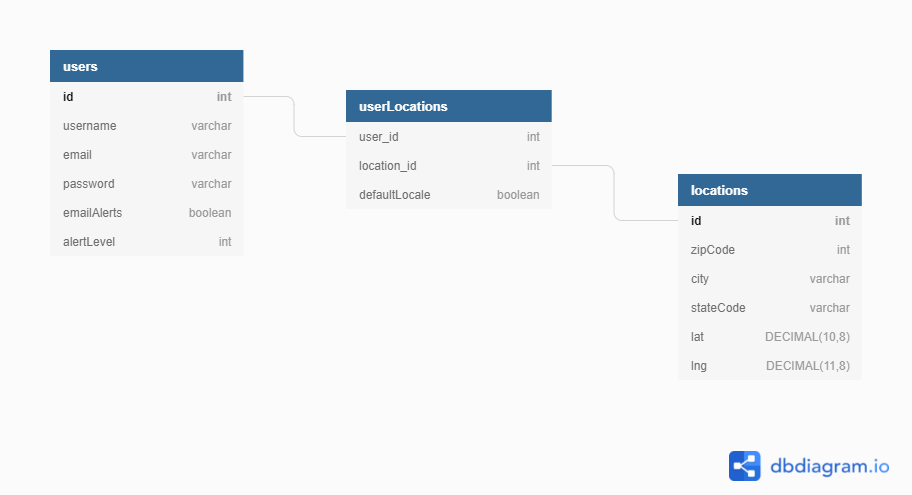 users
id int
username varchar
email varchar
password varchar
emailAlerts boolean
alertLevel int
userLocations
user_id int
location_id int
defaultLocale boolean
locations
id int
zipCode int
city varchar
stateCode varchar
lat DECIMAL(10,8)
lng DECIMAL(11,8)
dbdiagram.io